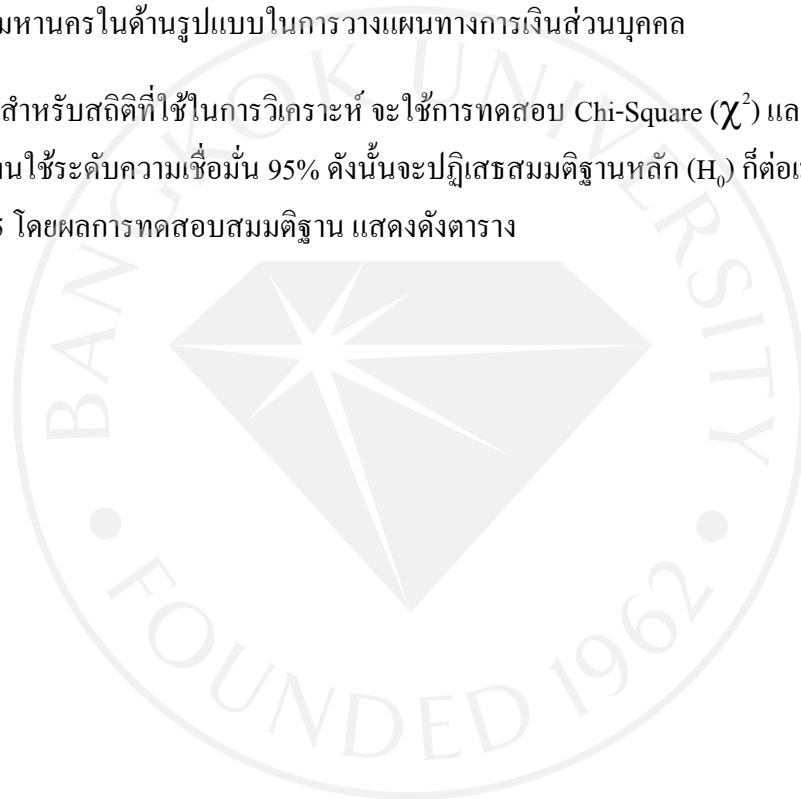 มหานครในด้านรูปแบบในการวางแผนทางการเงินส่วนบุคคล
สำหรับสถิติที่ใช้ในการวิเคราะห์ จะใช้การทดสอบ Chi-Square (χ²) แล
านใช้ระดับความเชื่อมั่น 95% ดังนั้นจะปฏิเสธสมมติฐานหลัก (H₀) ก็ต่อเ
5 โดยผลการทดสอบสมมติฐาน แสดงดังตาราง
BANGKOK UNIVERSITY
FOUNDED 1962